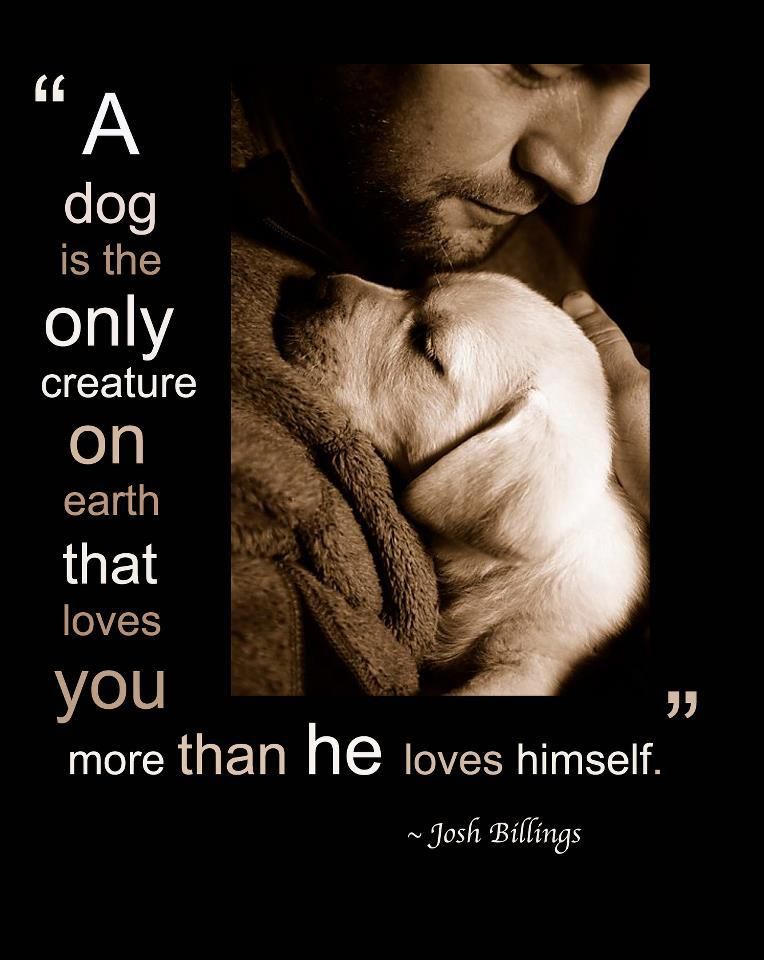 “ A
dog
is the
only
creature
on
earth
that
loves
you
more than he loves himself. ”
~ Josh Billings